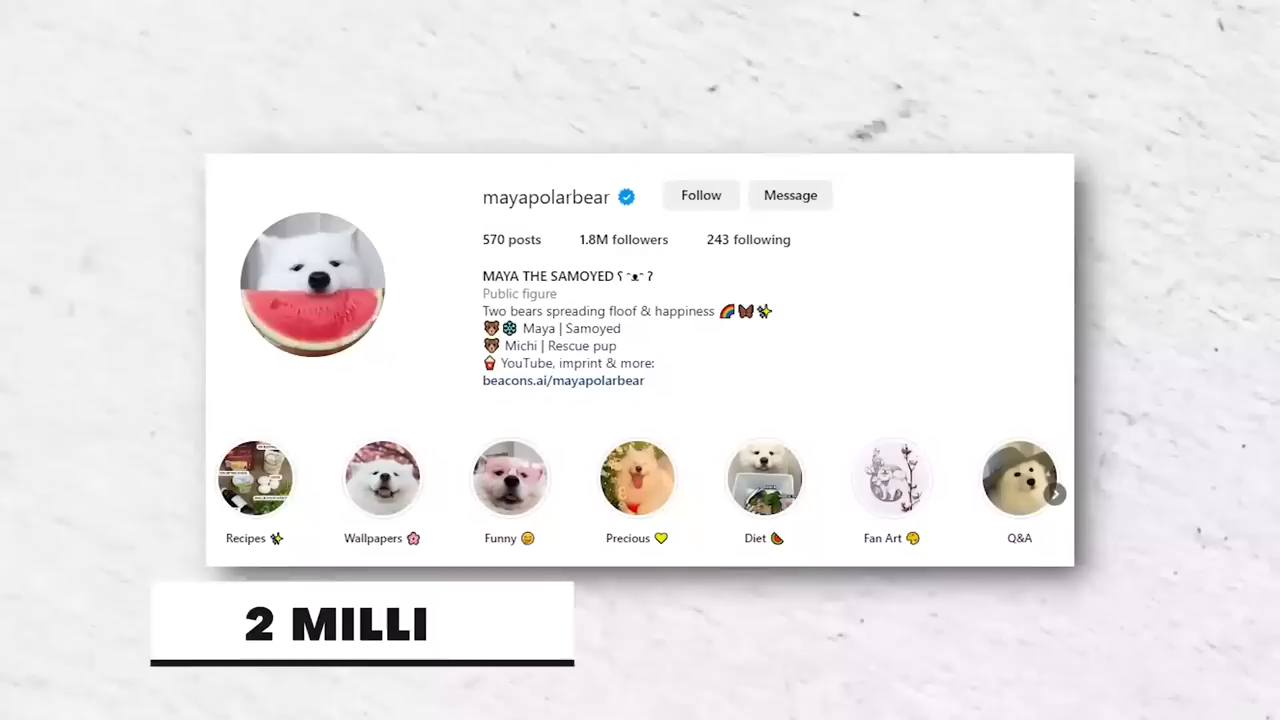 mayapolarbear Follow Message
570 posts 1.8M followers 243 following
MAYA THE SAMOYED ʕ ᵔᴥᵔ ʔ
Public figure
Two bears spreading floof & happiness 🌈🦋✨
🐻❄️ Maya | Samoyed
🐻 Michi | Rescue pup
🍿 YouTube, imprint & more:
beacons.ai/mayapolarbear
Recipes ✨ Wallpapers 🌸 Funny 😊 Precious 💛 Diet 🍉 Fan Art 🎨 Q&A
2 MILLI